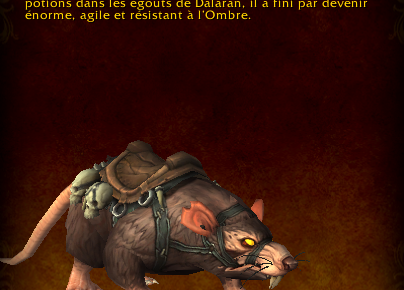 potions dans les égouts de Dalaran, il a fini par devenir
énorme, agile et résistant à l'Ombre.